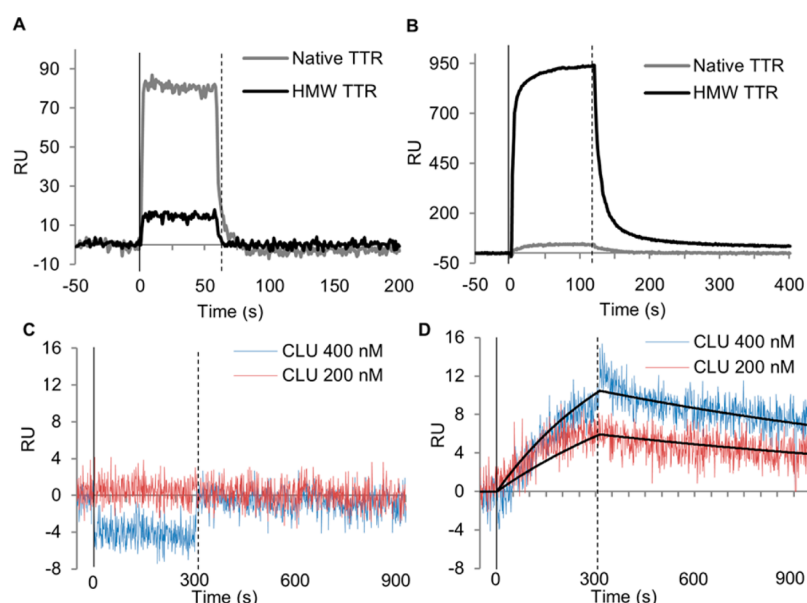 A
90
70
50
30
10
-10
RU
Native TTR
HMW TTR
-50 0 50 100 150 200
Time (s)
B
950
700
450
200
-50
RU
Native TTR
HMW TTR
-50 0 100 200 300 400
Time (s)
C
16
12
8
4
0
-4
-8
RU
CLU 400 nM
CLU 200 nM
0 300 600 900
Time (s)
D
16
12
8
4
0
-4
-8
RU
CLU 400 nM
CLU 200 nM
0 300 600 900
Time (s)